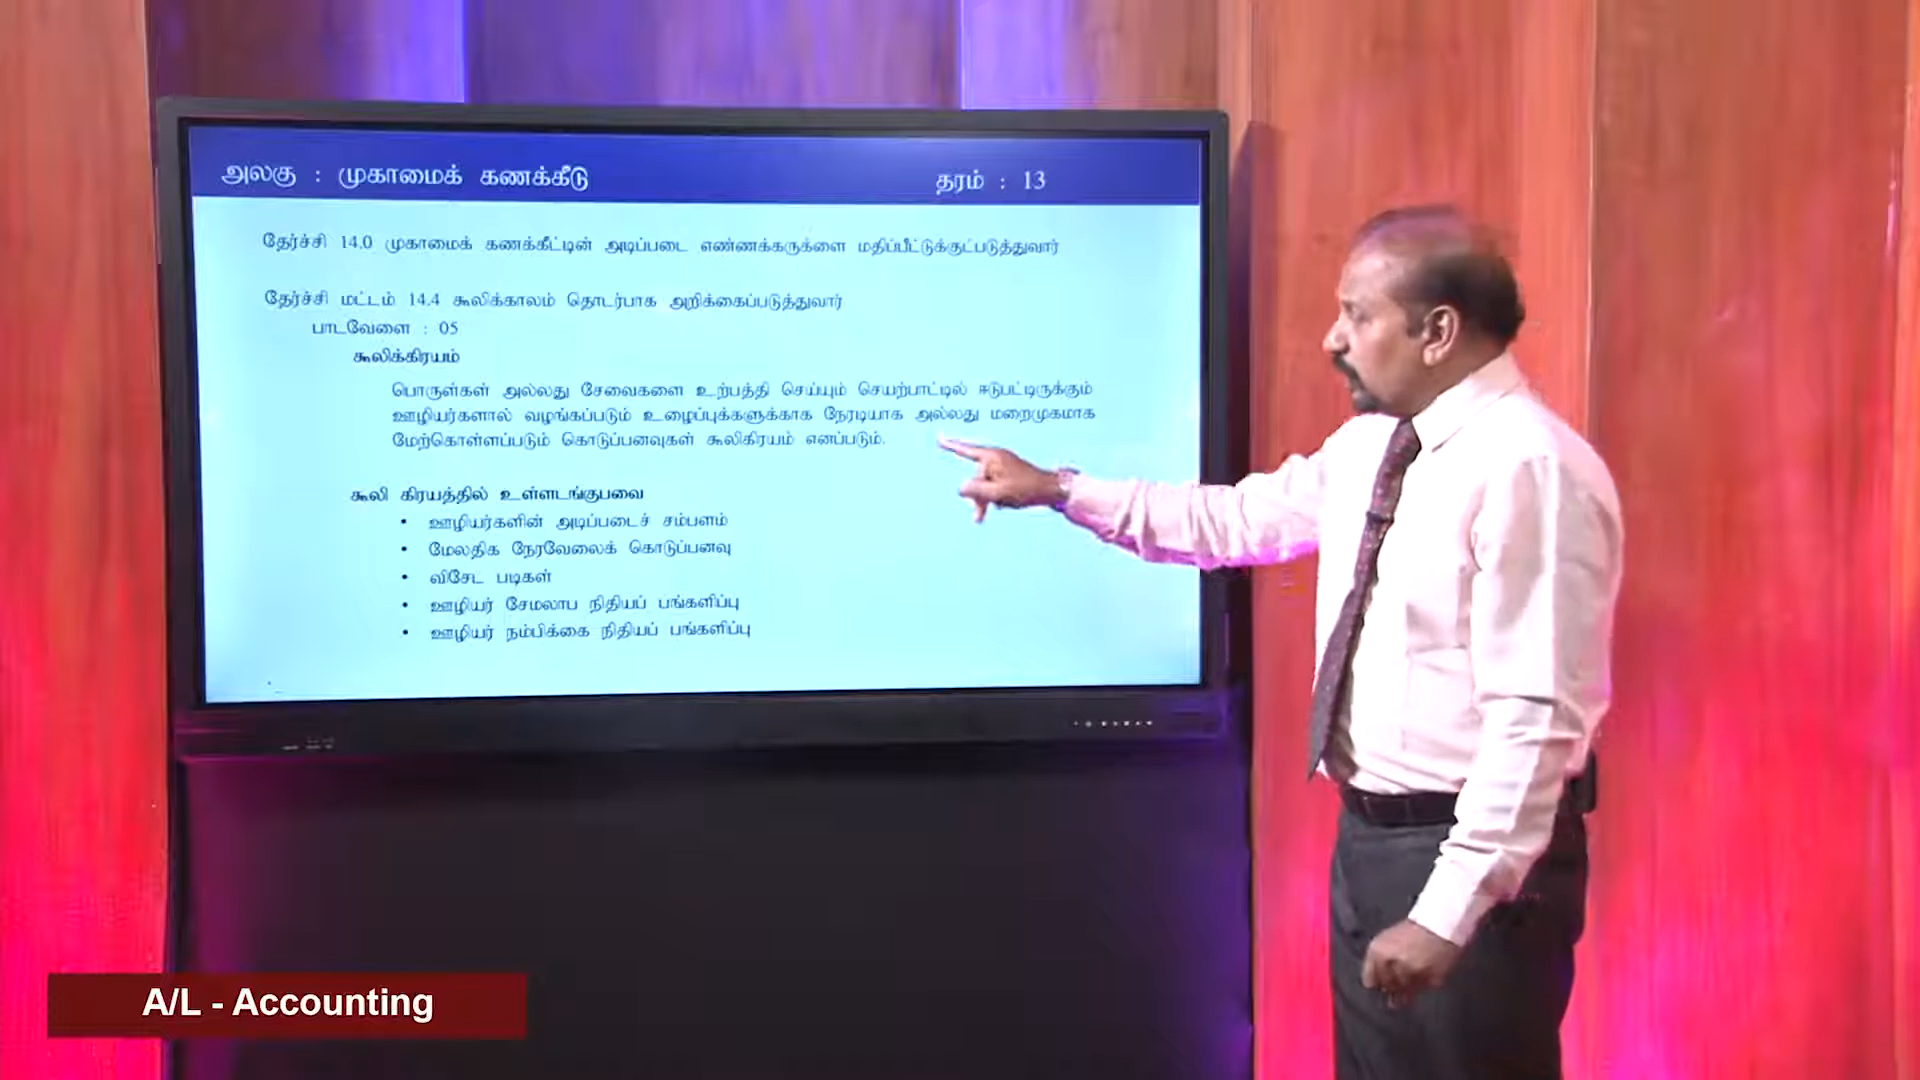 அலகு : முகாமைக் கணக்கீடு
தரம் : 13
தேர்ச்சி 14.0 முகாமைக் கணக்கீட்டின் அடிப்படை எண்ணக்கருக்களை மதிப்பீட்டுக்குட்படுத்துவார்
தேர்ச்சி மட்டம் 14.4 கூலிக்காலம் தொடர்பாக அறிக்கைப்படுத்துவார்
பாடவேளை : 05
கூலிக்கிரயம்
பொருள்கள் அல்லது சேவைகளை உற்பத்தி செய்யும் செயற்பாட்டில் ஈடுபட்டிருக்கும்
ஊழியர்களால் வழங்கப்படும் உழைப்புக்களுக்காக நேரடியாக அல்லது மறைமுகமாக
மேற்கொள்ளப்படும் கொடுப்பனவுகள் கூலிகிரயம் எனப்படும்.
கூலி கிரயத்தில் உள்ளடங்குபவை
• ஊழியர்களின் அடிப்படைச் சம்பளம்
• மேலதிக நேரவேலைக் கொடுப்பனவு
• விசேட படிகள்
• ஊழியர் சேமலாப நிதியப் பங்களிப்பு
• ஊழியர் நம்பிக்கை நிதியப் பங்களிப்பு
A/L - Accounting